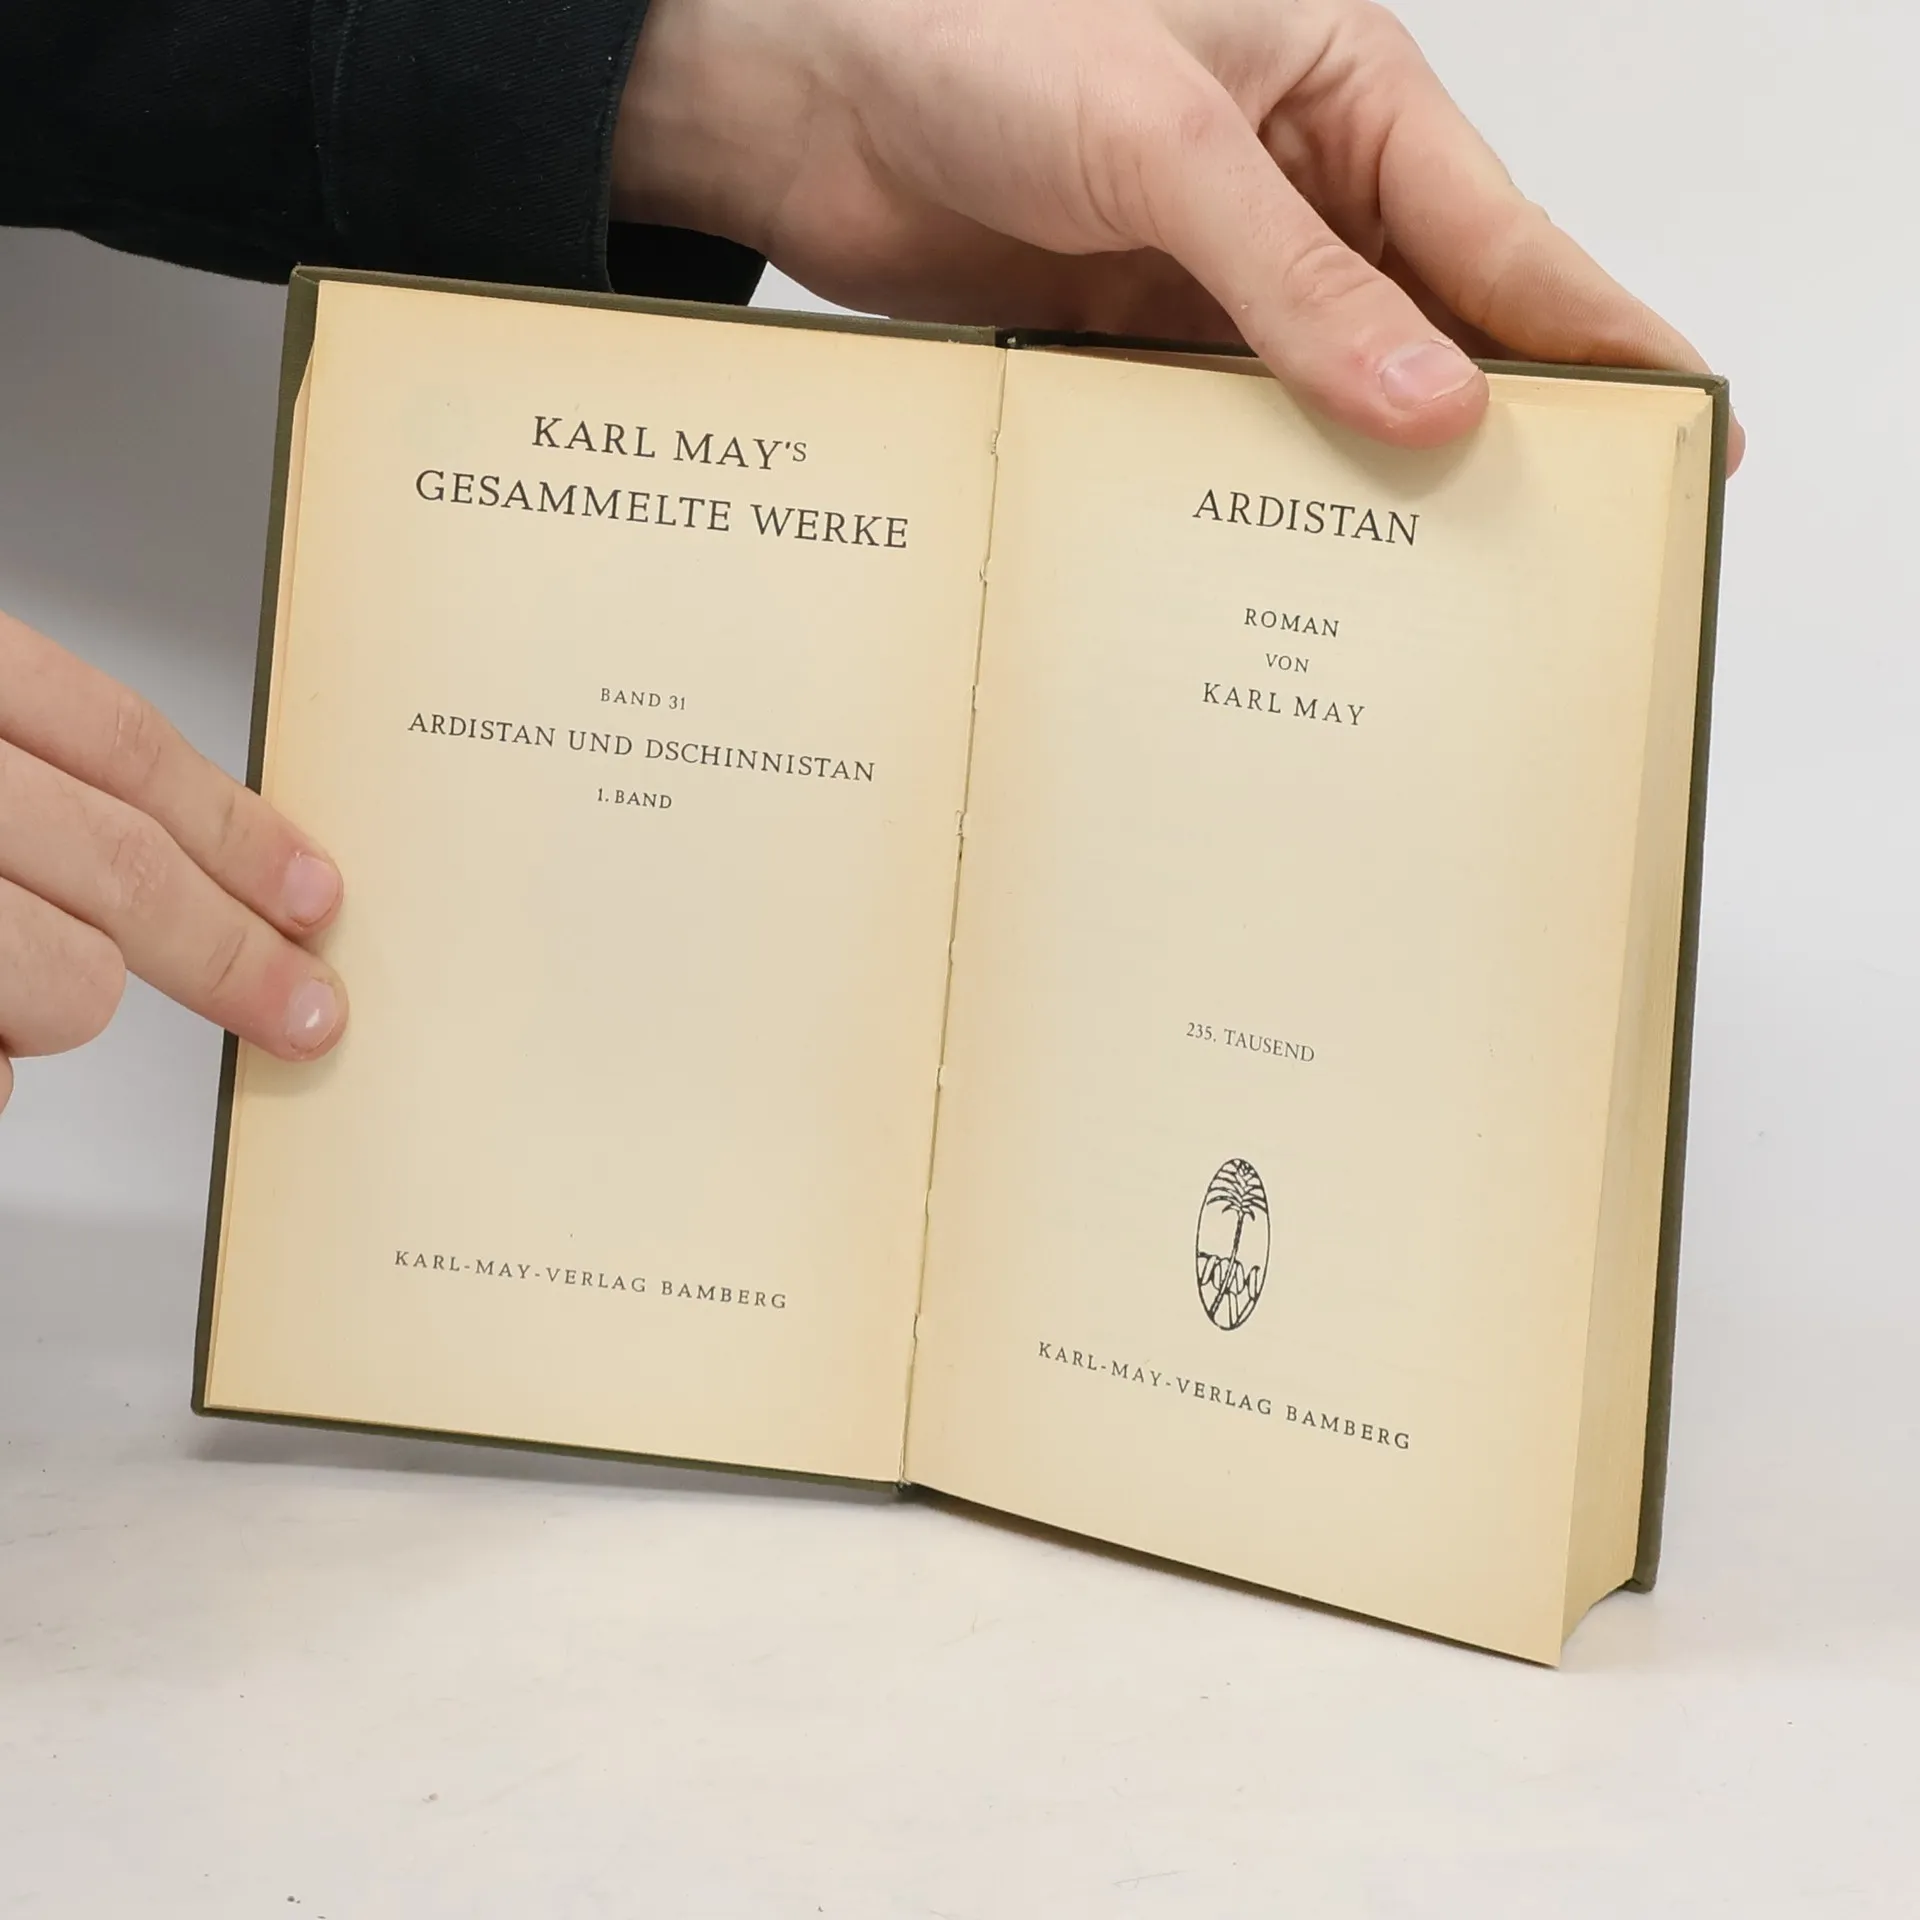 KARL MAY'S
GESAMMELTE WERKE
BAND 31
ARDISTAN UND DSCHINNISTAN
1. BAND
KARL-MAY-VERLAG BAMBERG
ARDISTAN
ROMAN
VON
KARL MAY
235. TAUSEND
KARL-MAY-VERLAG BAMBERG